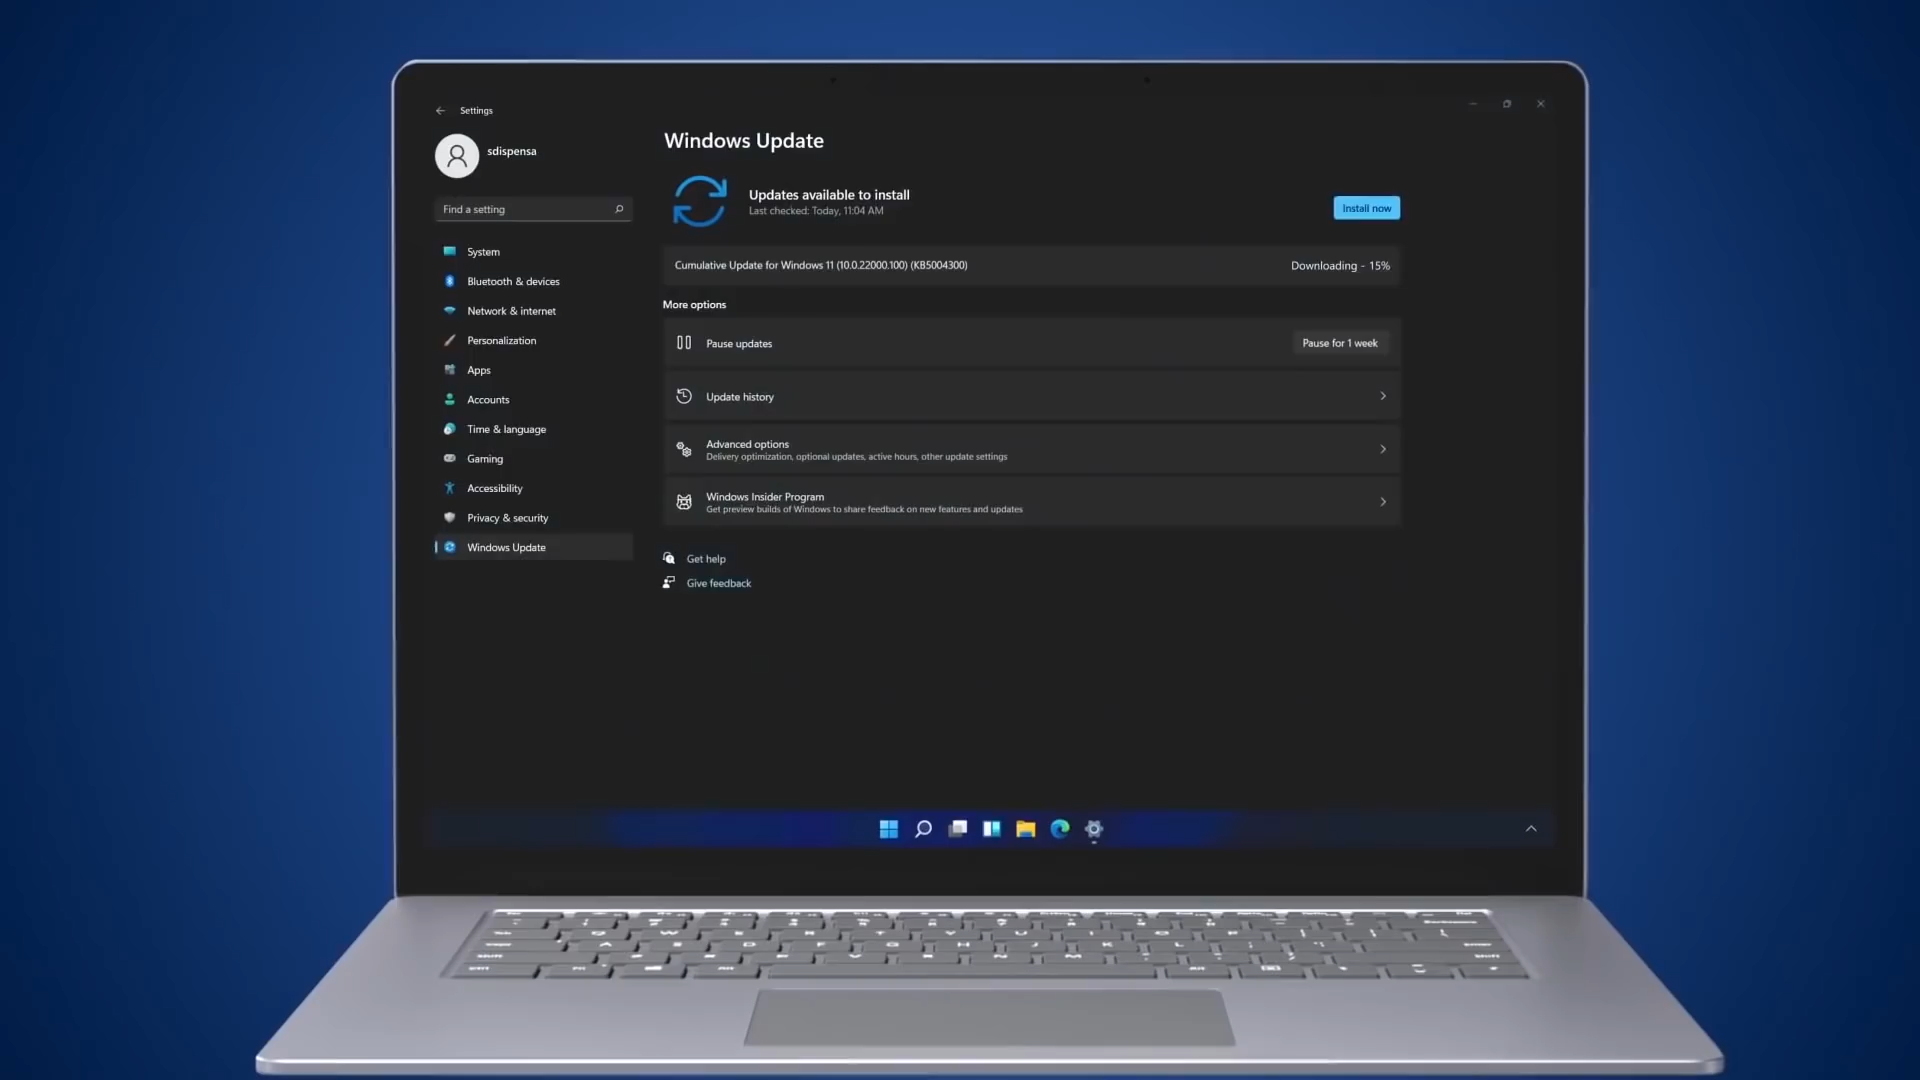 Settings
sdispensa
Find a setting
System
Bluetooth & devices
Network & internet
Personalization
Apps
Accounts
Time & language
Gaming
Accessibility
Privacy & security
Windows Update
Windows Update
Updates available to install
Last checked: Today, 11:04 AM
Install now
Cumulative Update for Windows 11 (10.0.22000.100) (KB5004300)
Downloading - 15%
More options
Pause updates
Pause for 1 week
Update history
Advanced options
Delivery optimization, optional updates, active hours, other update settings
Windows Insider Program
Get preview builds of Windows to share feedback on new features and updates
Get help
Give feedback